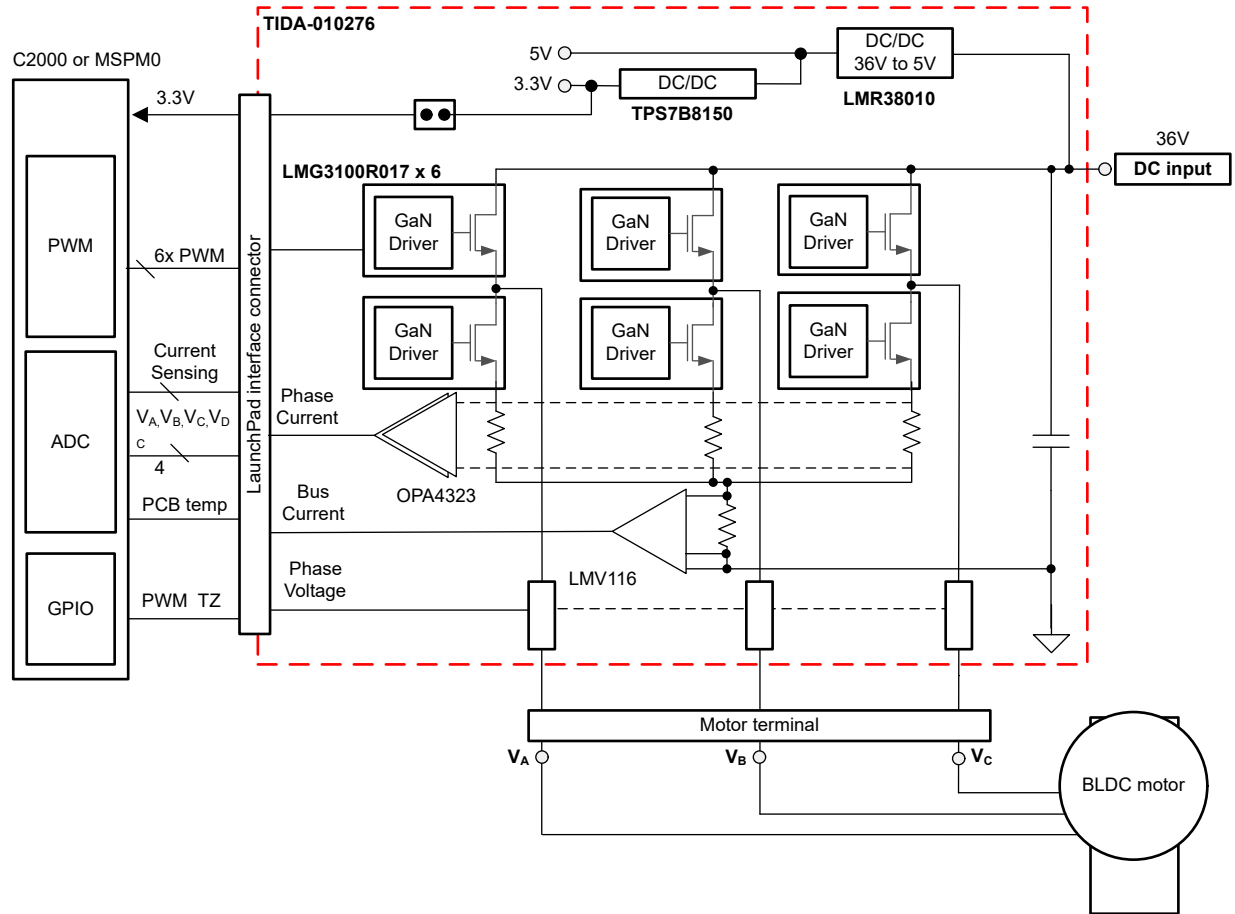 TIDA-010276
C2000 or MSPM0
5V
DC/DC
36V to 5V
LMR38010
3.3V
DC/DC
TPS7B8150
3.3V
36V
DC input
LMG3100R017 x 6
GaN
Driver
GaN
Driver
GaN
Driver
PWM
6x PWM
LaunchPad interface connector
GaN
Driver
GaN
Driver
GaN
Driver
Current
Sensing
VA,VB,VC,VD
C
4
ADC
Phase
Current
OPA4323
PCB temp
Bus
Current
LMV116
GPIO
PWM TZ
Phase
Voltage
Motor terminal
VA
VB
VC
BLDC motor